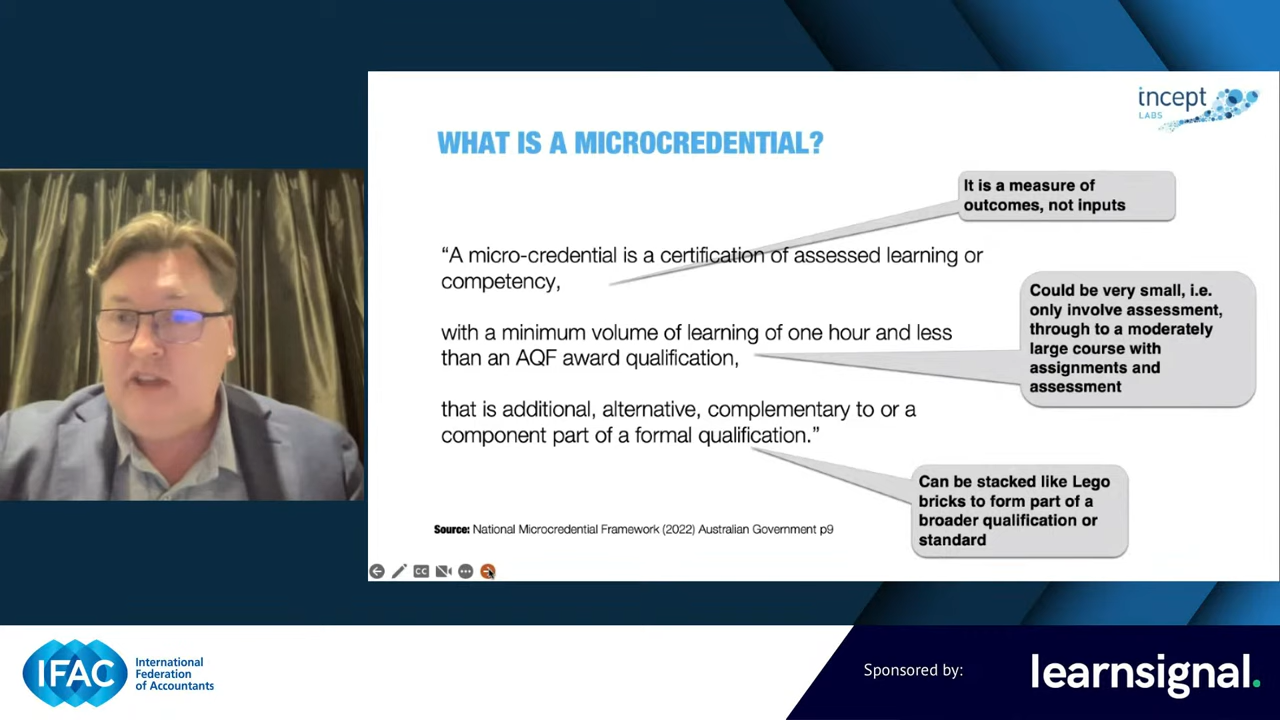 incept
LABS
WHAT IS A MICROCREDENTIAL?
It is a measure of
outcomes, not inputs
“A micro-credential is a certification of assessed learning or
competency,
Could be very small, i.e.
only involve assessment,
through to a moderately
large course with
assignments and
assessment
with a minimum volume of learning of one hour and less
than an AQF award qualification,
that is additional, alternative, complementary to or a
component part of a formal qualification.”
Can be stacked like Lego
bricks to form part of a
broader qualification or
standard
Source: National Microcredential Framework (2022) Australian Government p9
CC
IFAC
International
Federation
of Accountants
Sponsored by:
learnsignal.